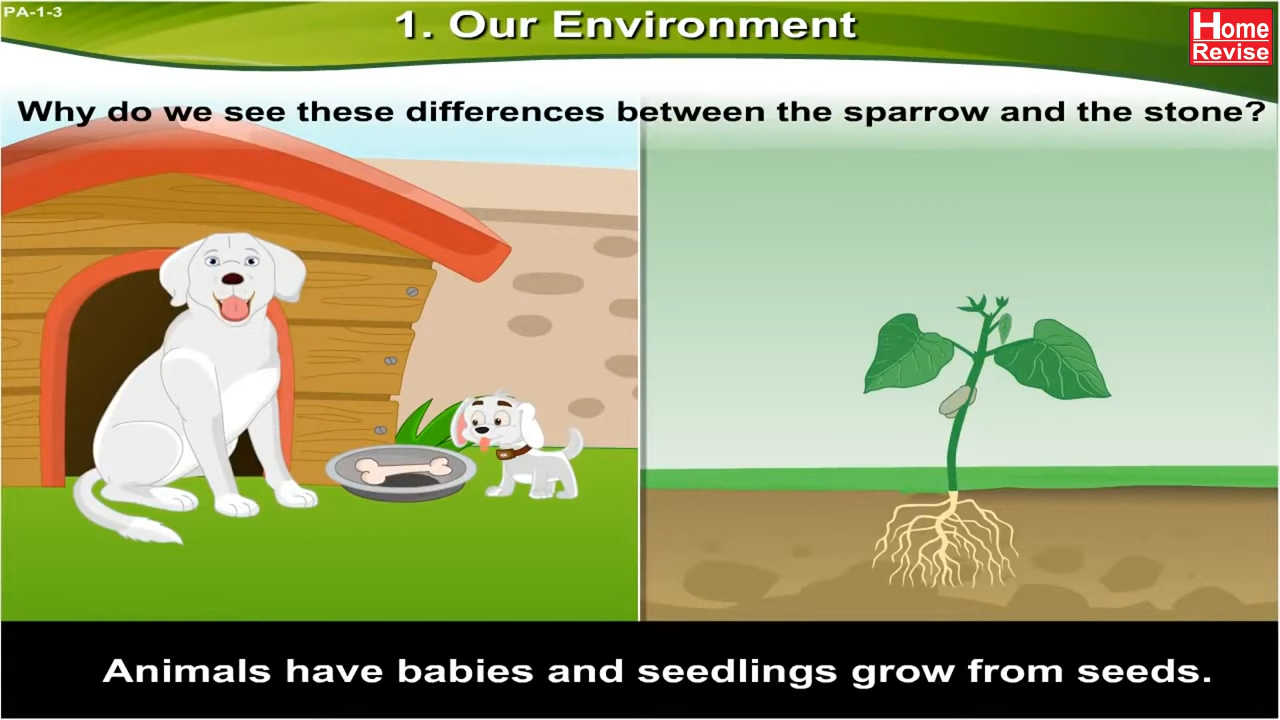 PA-1-3
1. Our Environment
Home
Revise
Why do we see these differences between the sparrow and the stone?
Animals have babies and seedlings grow from seeds.